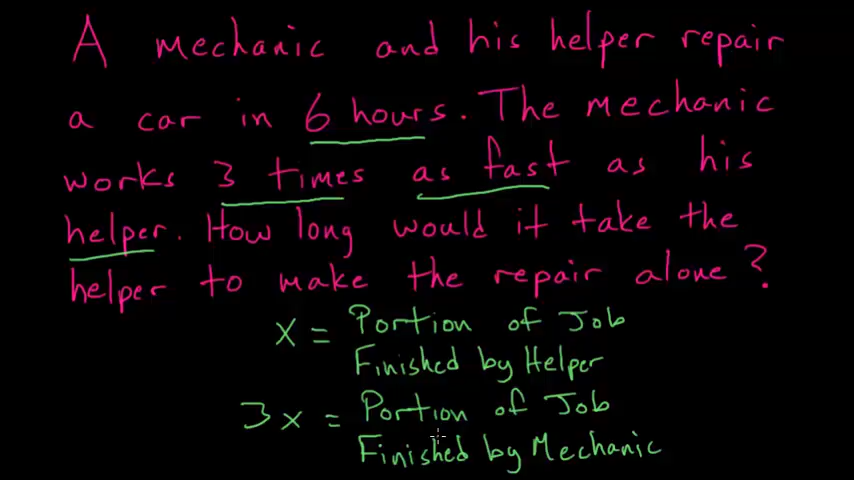 A mechanic and his helper repair
a car in 6 hours. The mechanic
works 3 times as fast as his
helper. How long would it take the
helper to make the repair alone?
x = Portion of Job
Finished by Helper
3x = Portion of Job
Finished by Mechanic